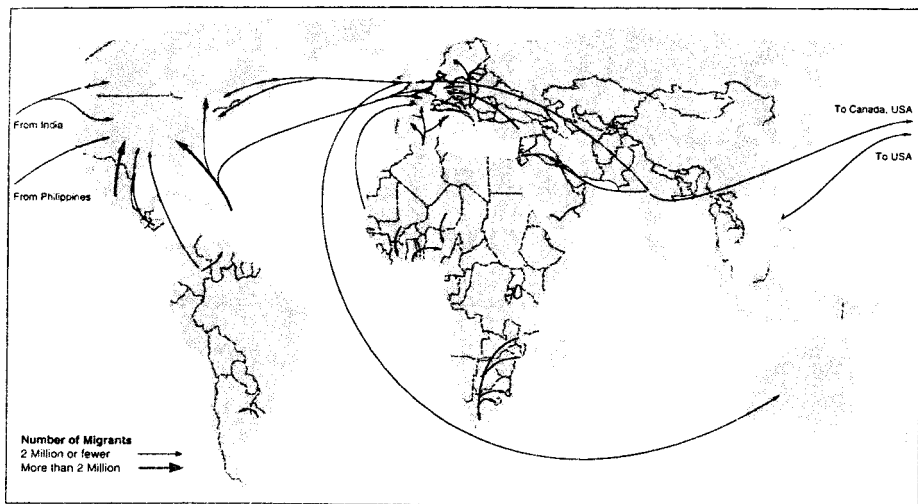 To Canada, USA
From India
To USA
From Philippines
Number of Migrants
2 Million or fewer
More than 2 Million